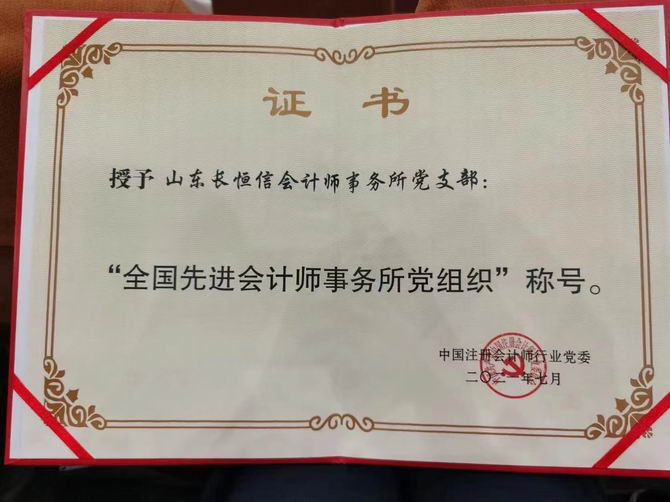 证 书
授予 山东长恒信会计师事务所党支部：
“全国先进会计师事务所党组织”称号。
中国注册会计师行业党委
二〇二一年七月